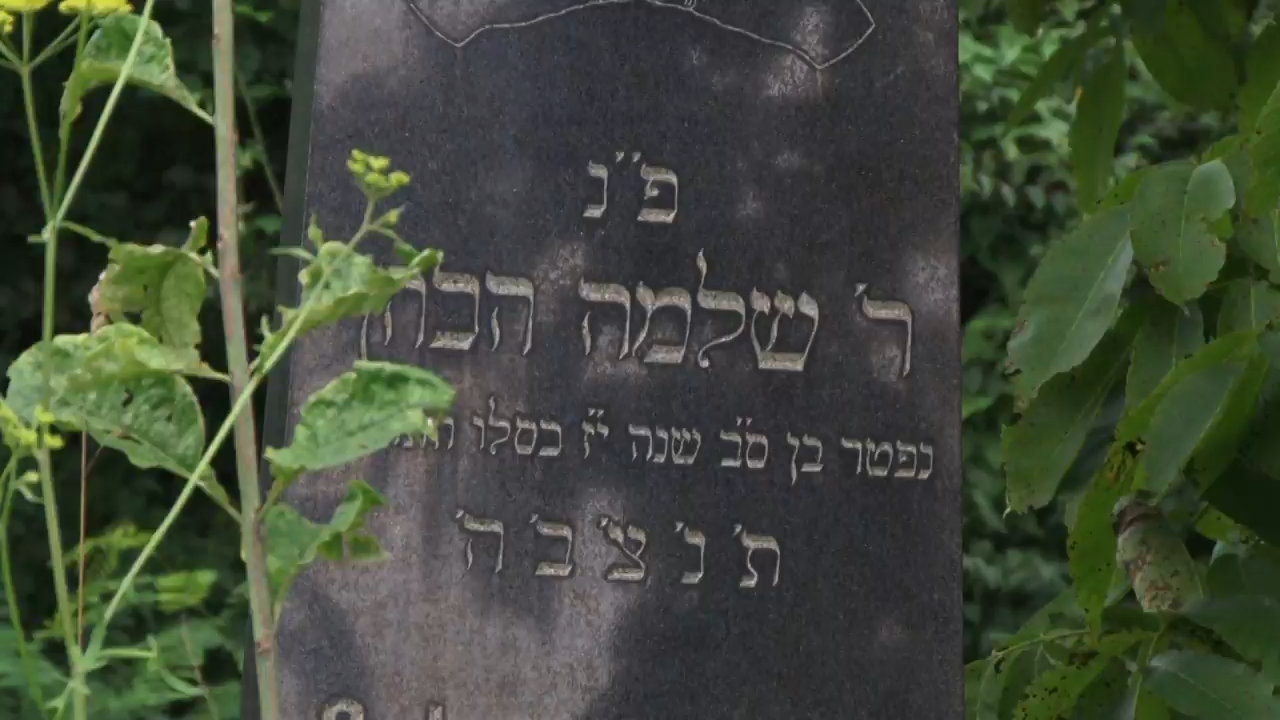 פ״נ
ר׳ שלמה הכהן
נפטר בן ס״ב שנה י״ז כסלו
ת׳ נ׳ צ׳ ב׳ ה׳